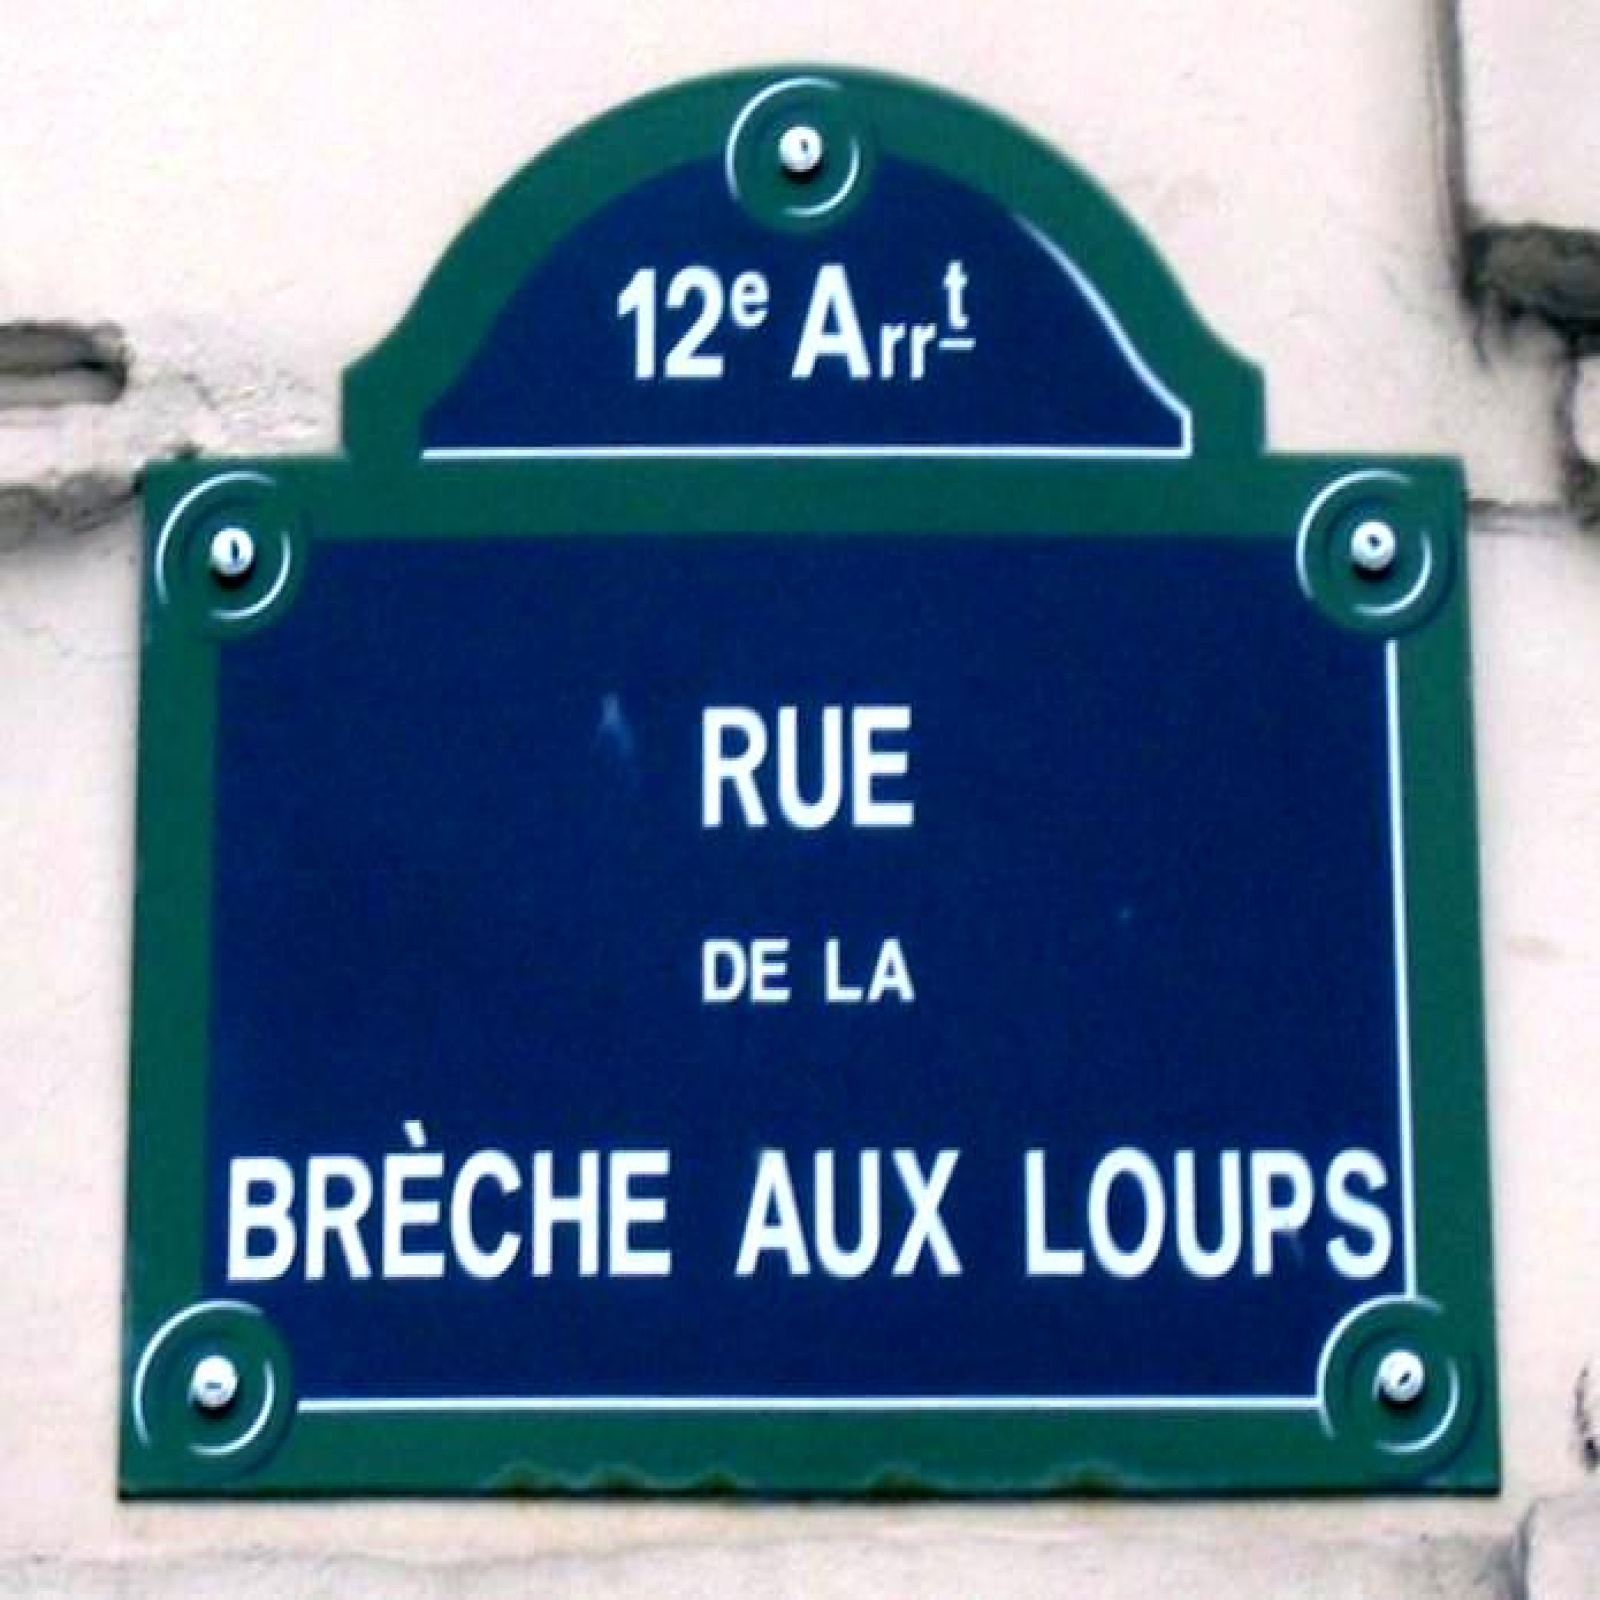 12e Arrt
RUE
DE LA
BRÈCHE AUX LOUPS